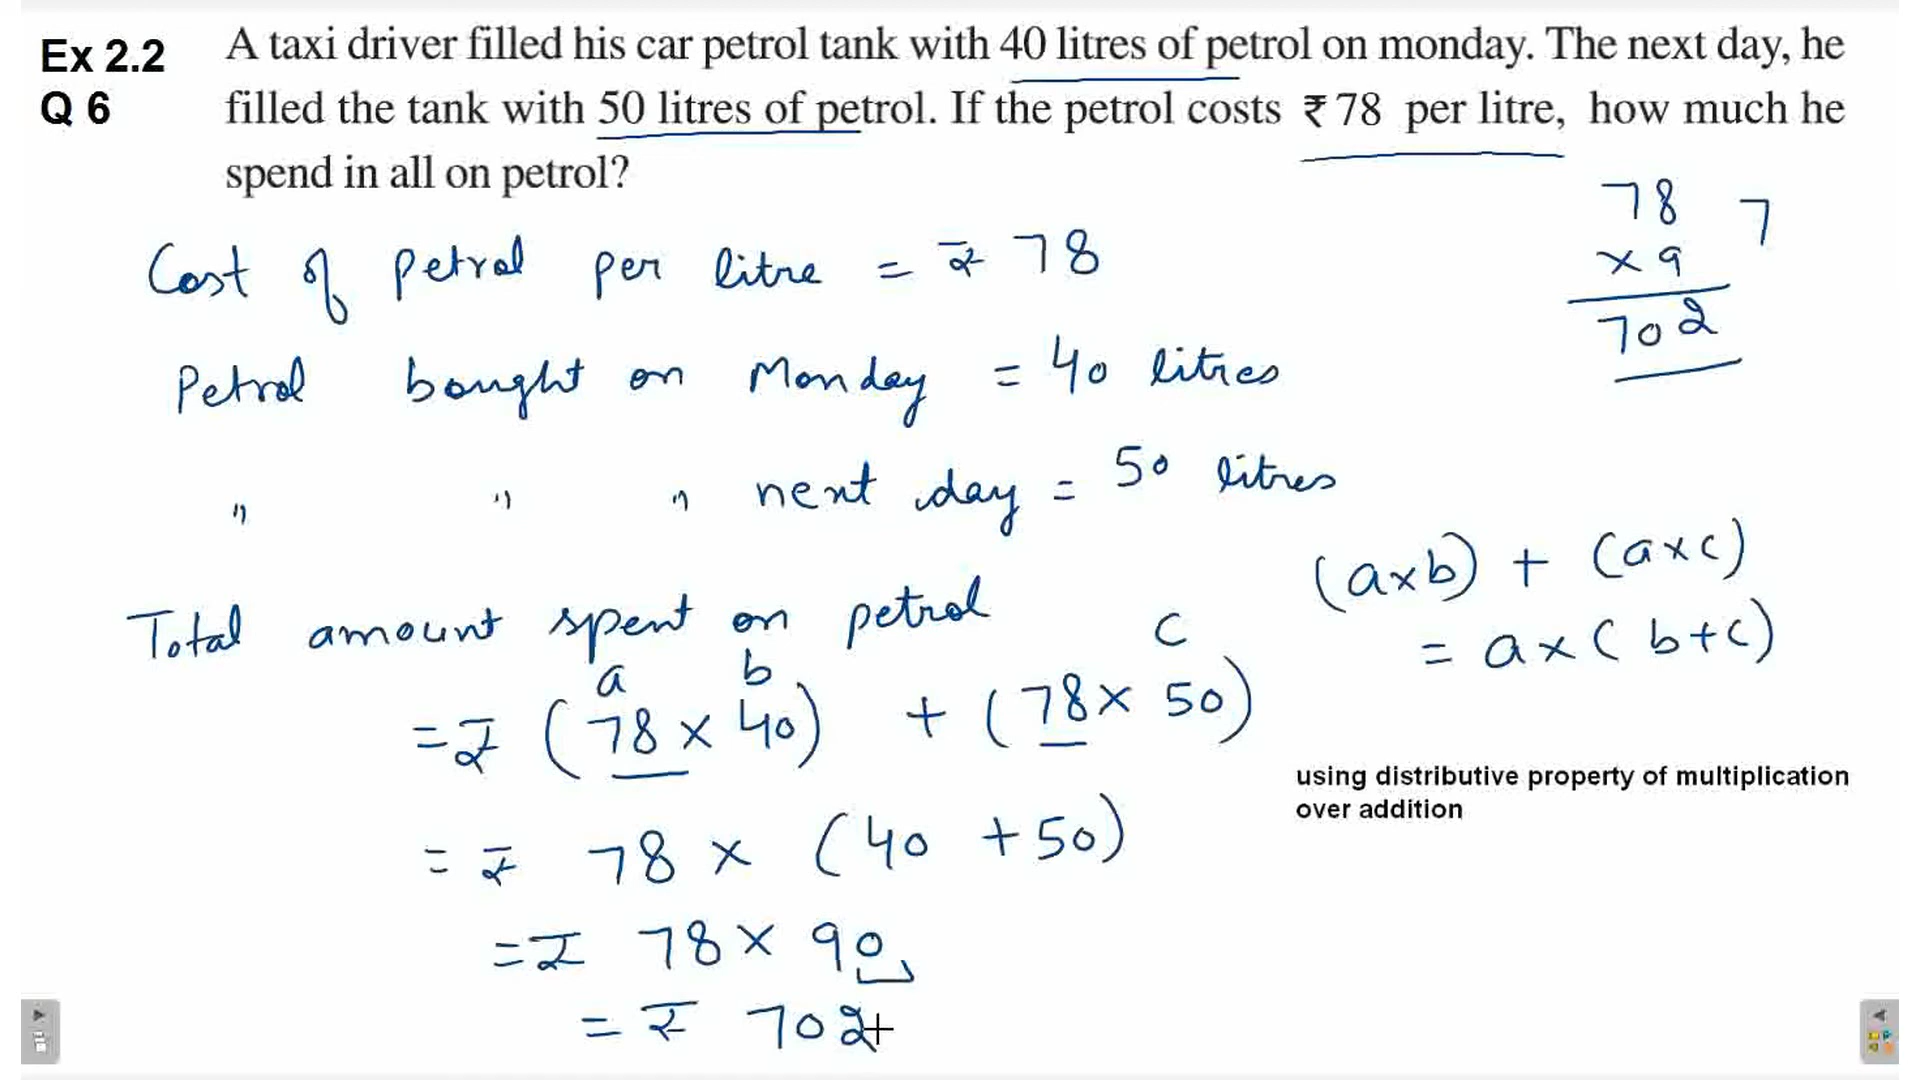 Ex 2.2
Q 6
A taxi driver filled his car petrol tank with 40 litres of petrol on monday. The next day, he
filled the tank with 50 litres of petrol. If the petrol costs ₹ 78 per litre, how much he
spend in all on petrol?
78 7
× 9
702
Cost of petrol per litre = ₹ 78
Petrol bought on Monday = 40 litres
" " " next day = 50 litres
(a×b) + (a×c)
= a×(b+c)
Total amount spent on petrol
a b c
= ₹ (78 × 40) + (78 × 50)
using distributive property of multiplication
over addition
= ₹ 78 × (40 + 50)
= ₹ 78 × 90
= ₹ 702